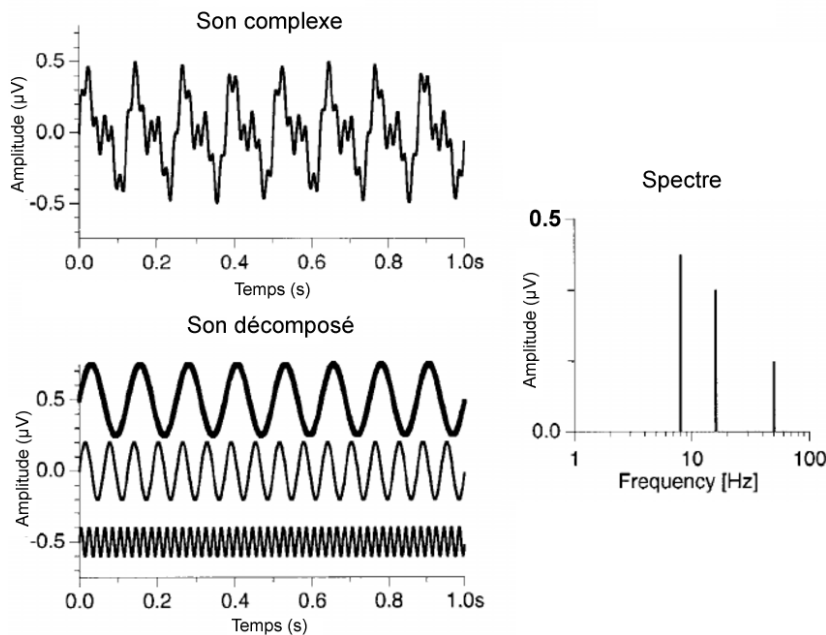 Son complexe
Amplitude (µV)
0.5
0.0
-0.5
0.0 0.2 0.4 0.6 0.8 1.0s
Temps (s)
Son décomposé
Amplitude (µV)
0.5
0.0
-0.5
0.0 0.2 0.4 0.6 0.8 1.0s
Temps (s)
Spectre
Amplitude (µV)
0.5
0.0
1 10 100
Frequency [Hz]